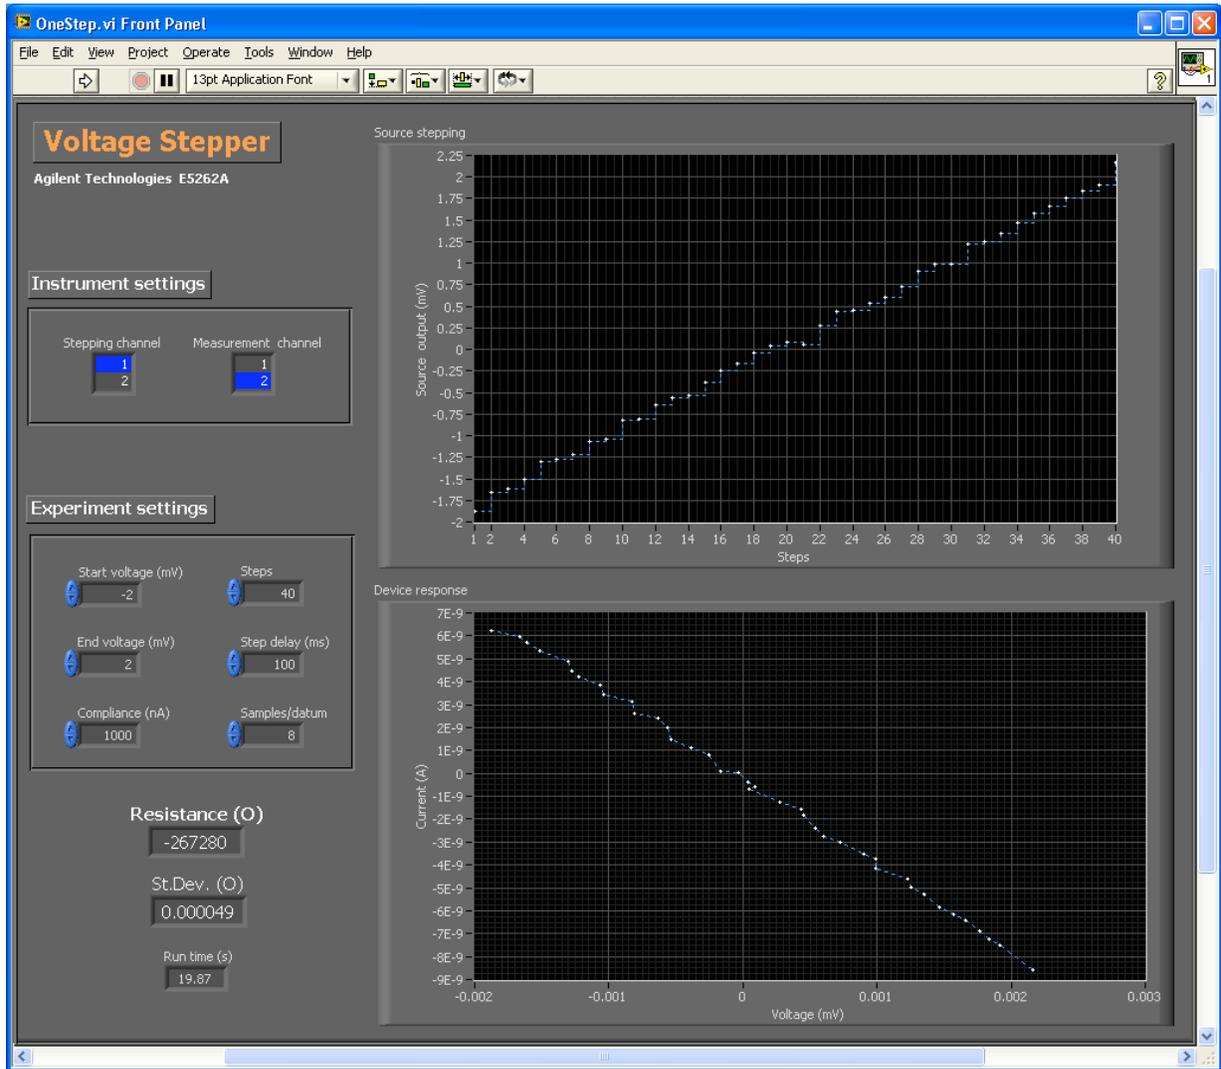 OneStep.vi Front Panel
File Edit View Project Operate Tools Window Help
13pt Application Font
1
Voltage Stepper
Agilent Technologies E5262A
Instrument settings
Stepping channel
1
2
Measurement channel
1
2
Experiment settings
Start voltage (mV)
-2
Steps
40
End voltage (mV)
2
Step delay (ms)
100
Compliance (nA)
1000
Samples/datum
8
Resistance (O)
-267280
St.Dev. (O)
0.000049
Run time (s)
19.87
Source stepping
Source output (mV)
2.25
2
1.75
1.5
1.25
1
0.75
0.5
0.25
0
-0.25
-0.5
-0.75
-1
-1.25
-1.5
-1.75
-2
1 2 4 6 8 10 12 14 16 18 20 22 24 26 28 30 32 34 36 38 40
Steps
Device response
Current (A)
7E-9
6E-9
5E-9
4E-9
3E-9
2E-9
1E-9
0
-1E-9
-2E-9
-3E-9
-4E-9
-5E-9
-6E-9
-7E-9
-8E-9
-9E-9
-0.002 -0.001 0 0.001 0.002 0.003
Voltage (mV)